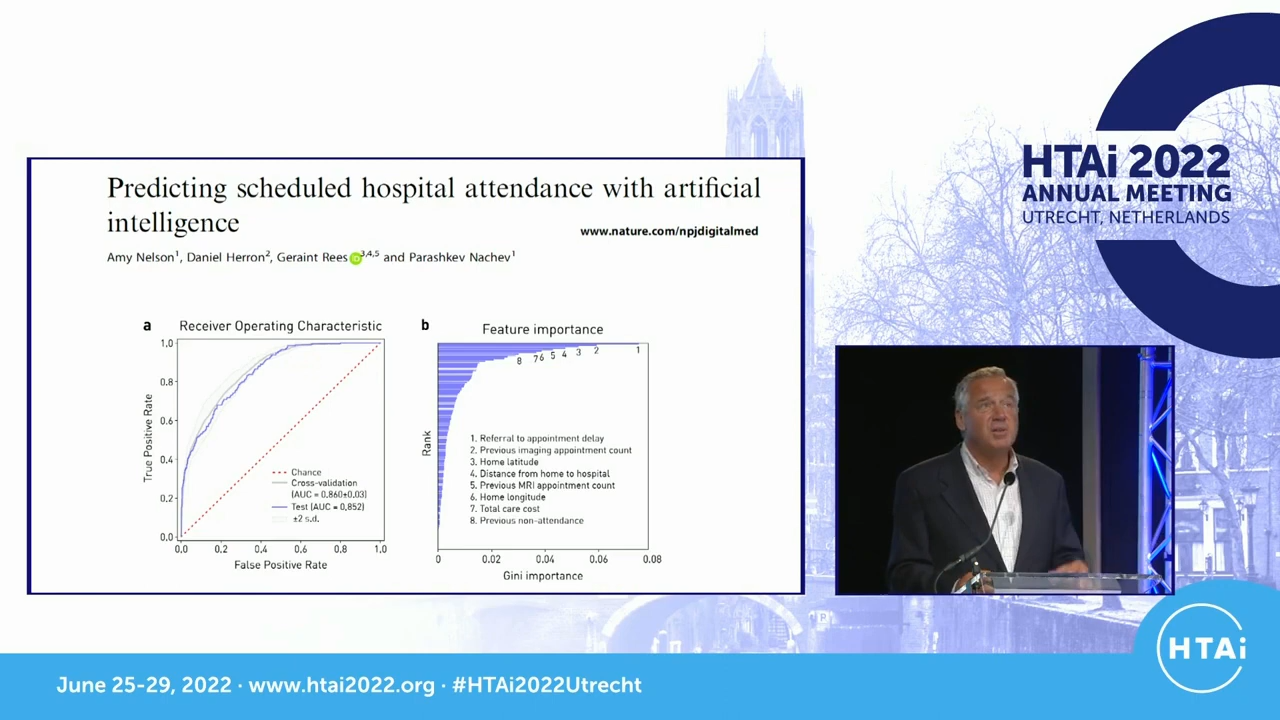 HTAi 2022
ANNUAL MEETING
UTRECHT, NETHERLANDS
Predicting scheduled hospital attendance with artificial
intelligence
www.nature.com/npjdigitalmed
Amy Nelson1, Daniel Herron2, Geraint Rees 3,4,5 and Parashkev Nachev1
a Receiver Operating Characteristic
1.0
0.8
0.6
0.4
0.2
0.0
True Positive Rate
Chance
Cross-validation
(AUC = 0.860±0.03)
Test (AUC = 0.852)
±2 s.d.
0.0 0.2 0.4 0.6 0.8 1.0
False Positive Rate
b Feature importance
8 7 6 5 4 3 2 1
Rank
1. Referral to appointment delay
2. Previous imaging appointment count
3. Home latitude
4. Distance from home to hospital
5. Previous MRI appointment count
6. Home longitude
7. Total care cost
8. Previous non-attendance
0 0.02 0.04 0.06 0.08
Gini importance
HTAi
June 25-29, 2022 · www.htai2022.org · #HTAi2022Utrecht